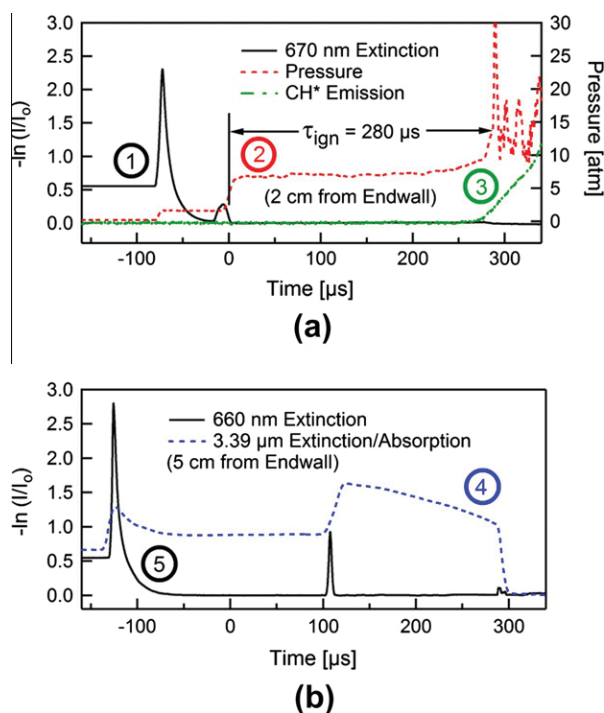 3.0
2.5
2.0
1.5
1.0
0.5
0.0
-ln (I/I₀)
670 nm Extinction
Pressure
CH* Emission
τign = 280 μs
1
2
3
(2 cm from Endwall)
30
25
20
15
10
5
0
Pressure [atm]
-100 0 100 200 300
Time [μs]
(a)
3.0
2.5
2.0
1.5
1.0
0.5
0.0
-ln (I/I₀)
660 nm Extinction
3.39 μm Extinction/Absorption
(5 cm from Endwall)
4
5
-100 0 100 200 300
Time [μs]
(b)